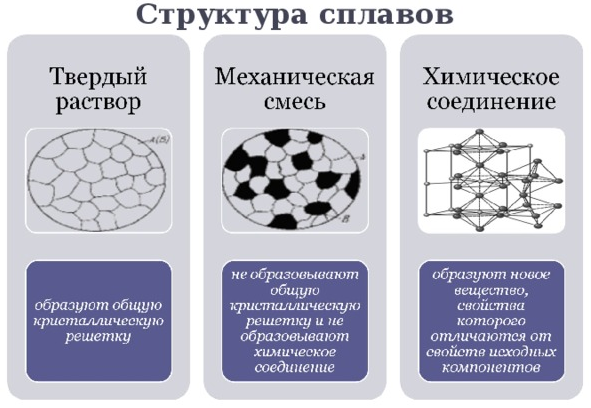 Структура сплавов
Твердый
раствор
A(B)
образуют общую
кристаллическую
решетку
Механическая
смесь
A
B
не образовывают
общую
кристаллическую
решетку и не
образовывают
химическое
соединение
Химическое
соединение
образуют новое
вещество,
свойства
которого
отличаются от
свойств исходных
компонентов